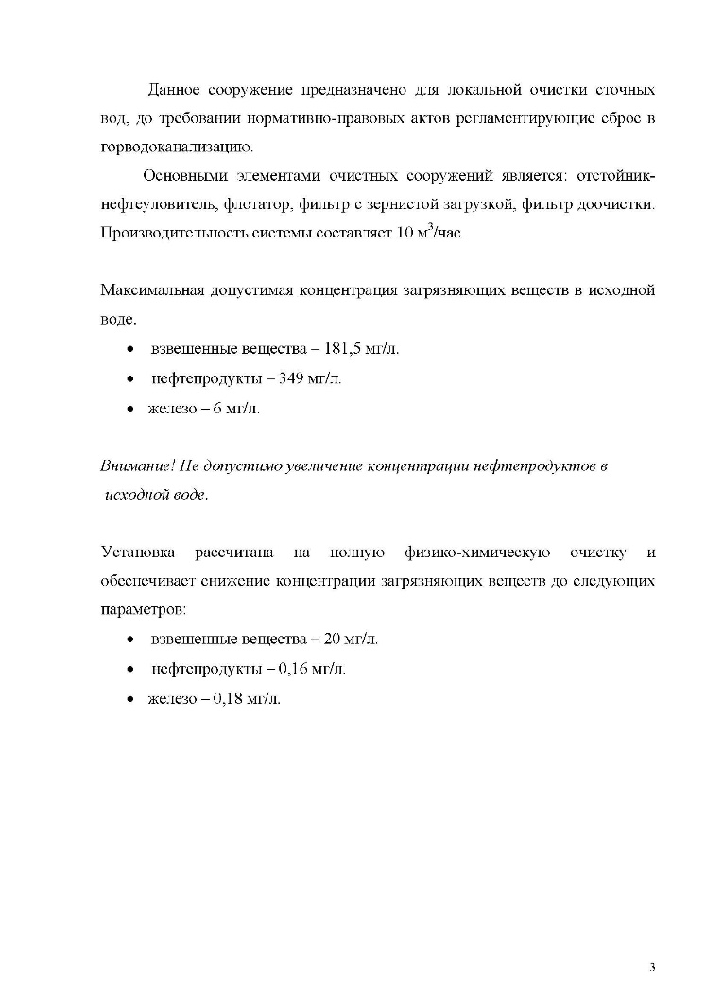 Данное сооружение предназначено для локальной очистки сточных
вод, до требовании нормативно-правовых актов регламентирующие сброс в
горводоканализацию.
Основными элементами очистных сооружений является: отстойник-
нефтеуловитель, флотатор, фильтр с зернистой загрузкой, фильтр доочистки.
Производительность системы составляет 10 м³/час.
Максимальная допустимая концентрация загрязняющих веществ в исходной
воде.
• взвешенные вещества – 181,5 мг/л.
• нефтепродукты – 349 мг/л.
• железо – 6 мг/л.
Внимание! Не допустимо увеличение концентрации нефтепродуктов в
исходной воде.
Установка рассчитана на полную физико-химическую очистку и
обеспечивает снижение концентрации загрязняющих веществ до следующих
параметров:
• взвешенные вещества – 20 мг/л.
• нефтепродукты – 0,16 мг/л.
• железо – 0,18 мг/л.
3